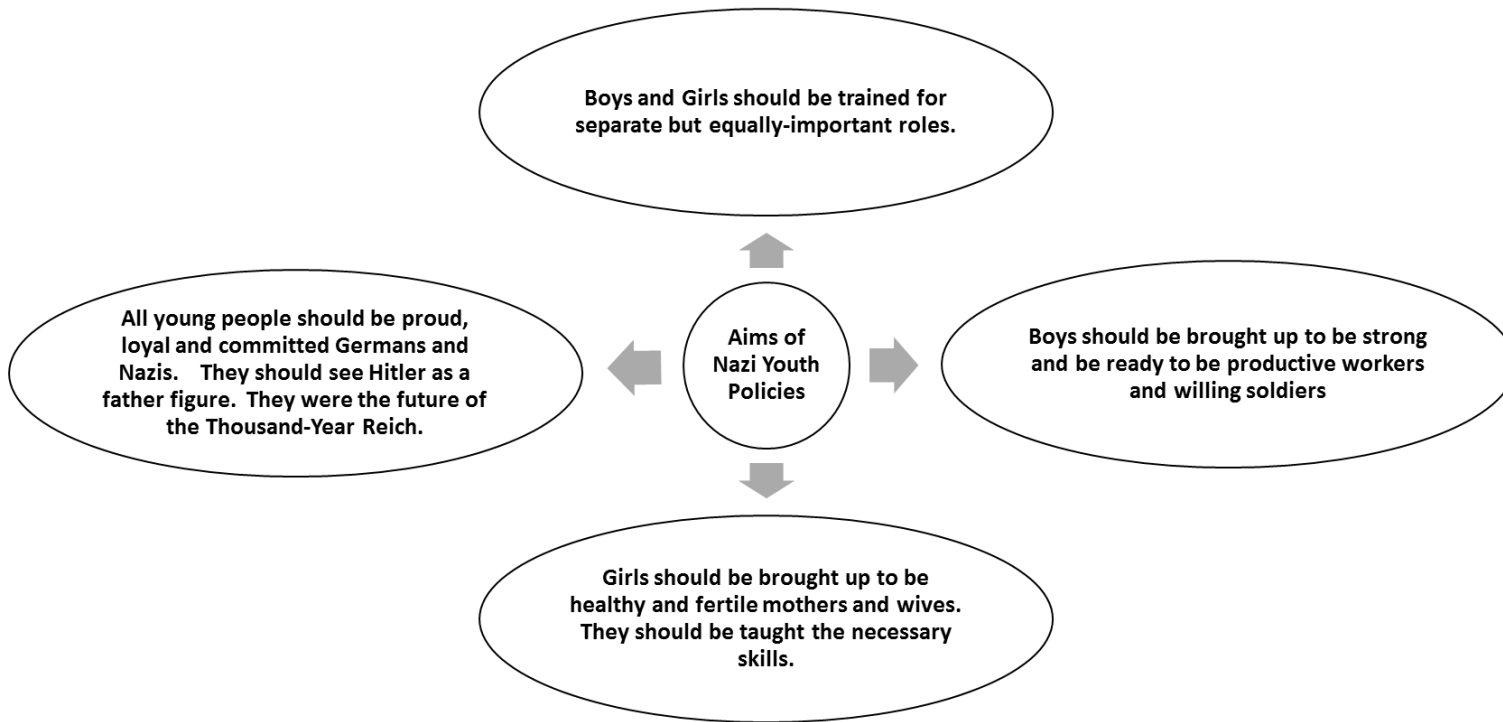 Boys and Girls should be trained for
separate but equally-important roles.
All young people should be proud,
loyal and committed Germans and
Nazis. They should see Hitler as a
father figure. They were the future of
the Thousand-Year Reich.
Aims of
Nazi Youth
Policies
Boys should be brought up to be strong
and be ready to be productive workers
and willing soldiers
Girls should be brought up to be
healthy and fertile mothers and wives.
They should be taught the necessary
skills.